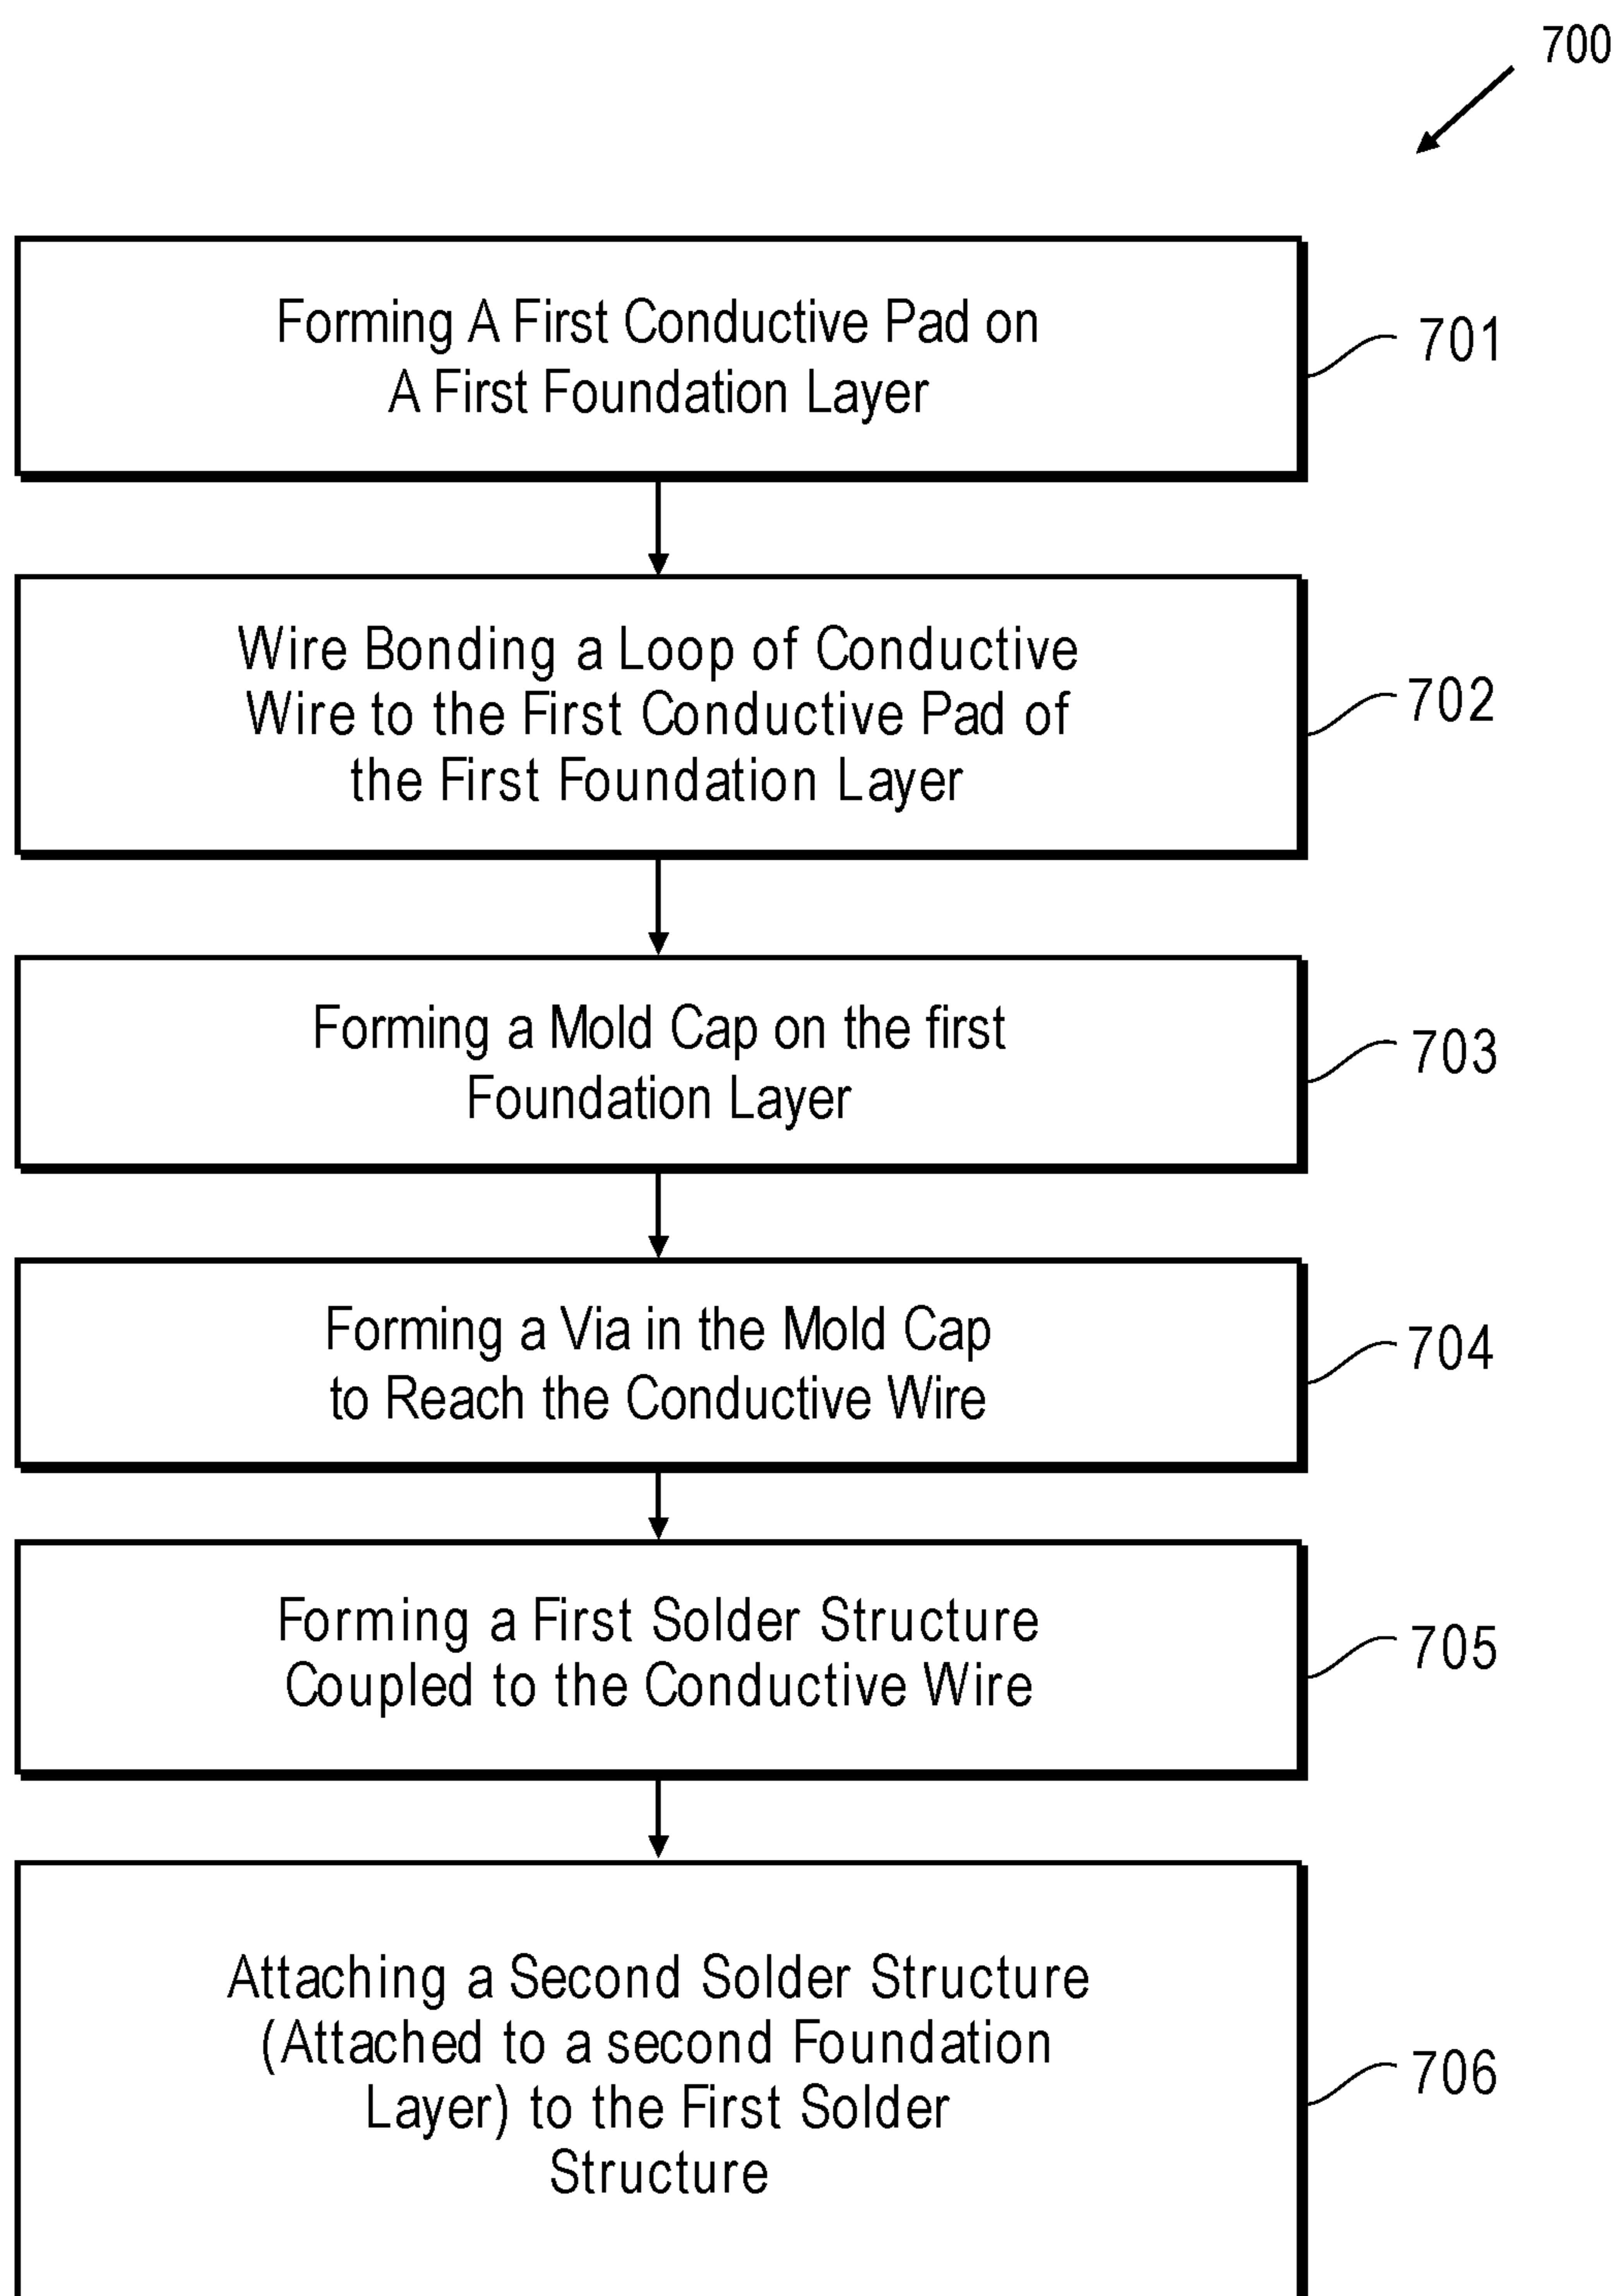 700
Forming A First Conductive Pad on
A First Foundation Layer
701
Wire Bonding a Loop of Conductive
Wire to the First Conductive Pad of
the First Foundation Layer
702
Forming a Mold Cap on the first
Foundation Layer
703
Forming a Via in the Mold Cap
to Reach the Conductive Wire
704
Forming a First Solder Structure
Coupled to the Conductive Wire
705
Attaching a Second Solder Structure
(Attached to a second Foundation
Layer) to the First Solder
Structure
706